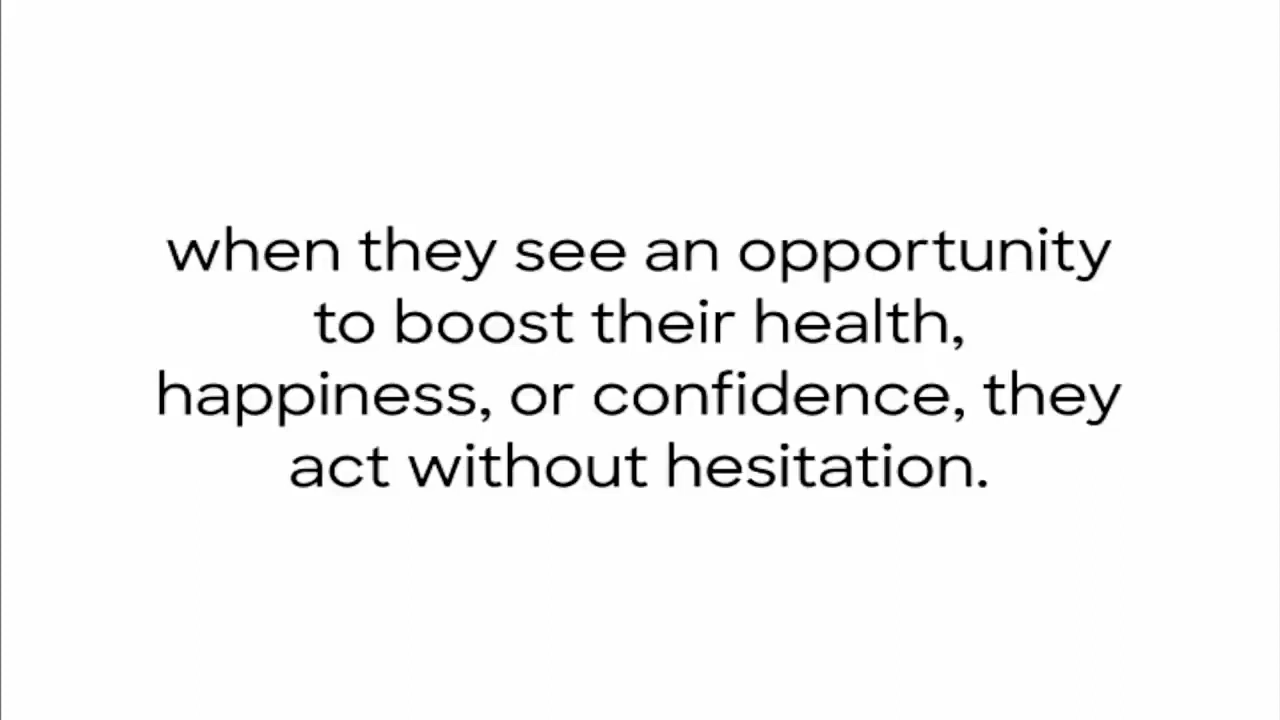 when they see an opportunity
to boost their health,
happiness, or confidence, they
act without hesitation.